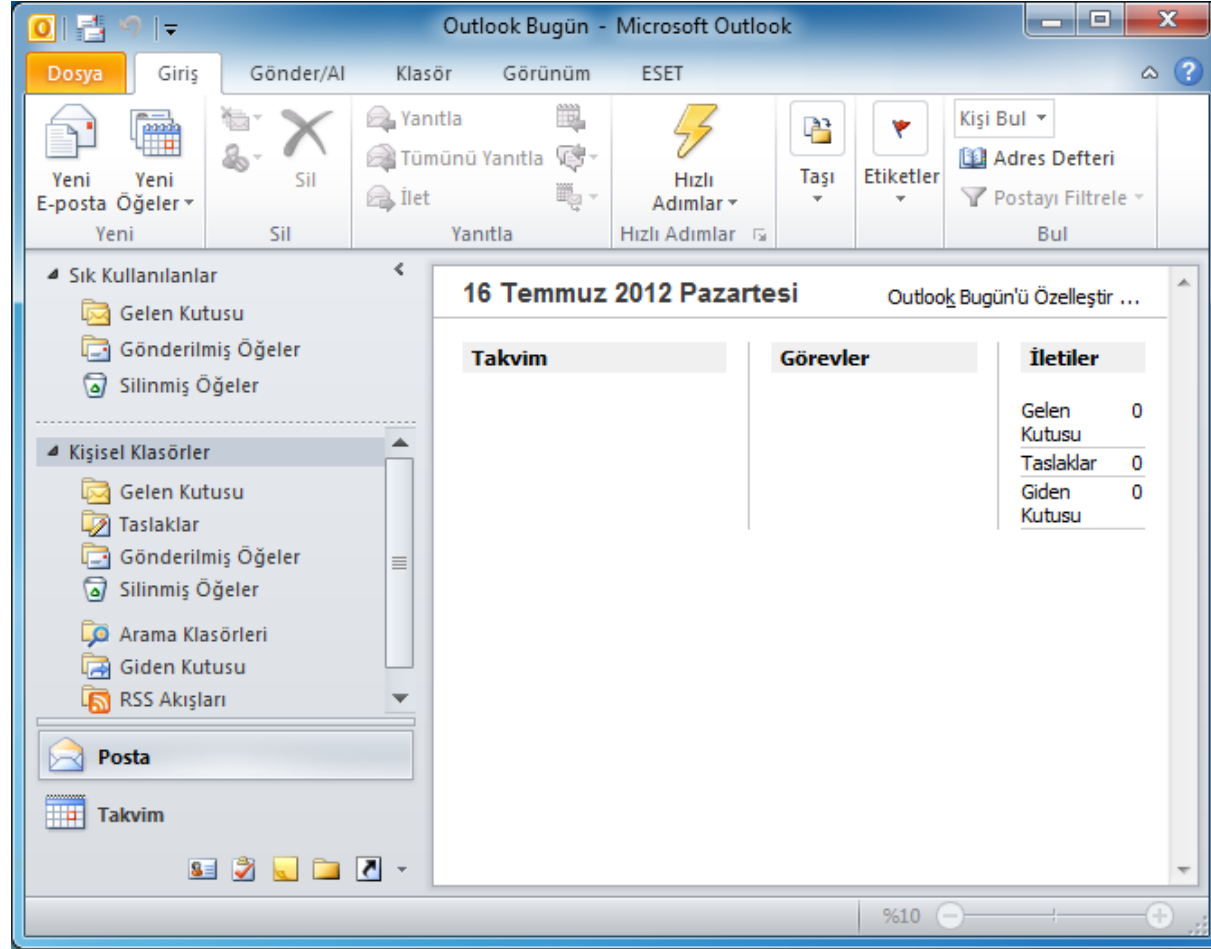 Outlook Bugün - Microsoft Outlook
Dosya Giriş Gönder/Al Klasör Görünüm ESET
Yeni E-posta
Yeni Öğeler
Yeni
Sil
Sil
Yanıtla
Tümünü Yanıtla
İlet
Yanıtla
Hızlı Adımlar
Hızlı Adımlar
Taşı
Etiketler
Kişi Bul
Adres Defteri
Postayı Filtrele
Bul
Sık Kullanılanlar
Gelen Kutusu
Gönderilmiş Öğeler
Silinmiş Öğeler
Kişisel Klasörler
Gelen Kutusu
Taslaklar
Gönderilmiş Öğeler
Silinmiş Öğeler
Arama Klasörleri
Giden Kutusu
RSS Akışları
Posta
Takvim
16 Temmuz 2012 Pazartesi
Outlook Bugün'ü Özelleştir ...
Takvim
Görevler
İletiler
Gelen Kutusu 0
Taslaklar 0
Giden Kutusu 0
%10